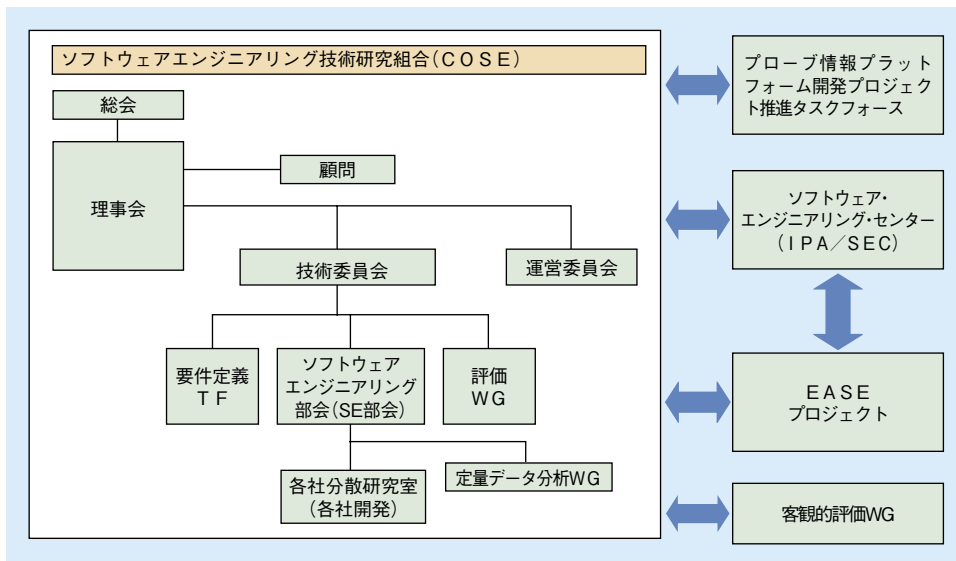 ソフトウェアエンジニアリング技術研究組合(COSE)
総会
理事会
顧問
技術委員会
運営委員会
要件定義
TF
ソフトウェア
エンジニアリング
部会(SE部会)
評価
WG
各社分散研究室
(各社開発)
定量データ分析WG
プローブ情報プラット
フォーム開発プロジェク
ト推進タスクフォース
ソフトウェア・
エンジニアリング・センター
(IPA/SEC)
EASE
プロジェクト
客観的評価WG